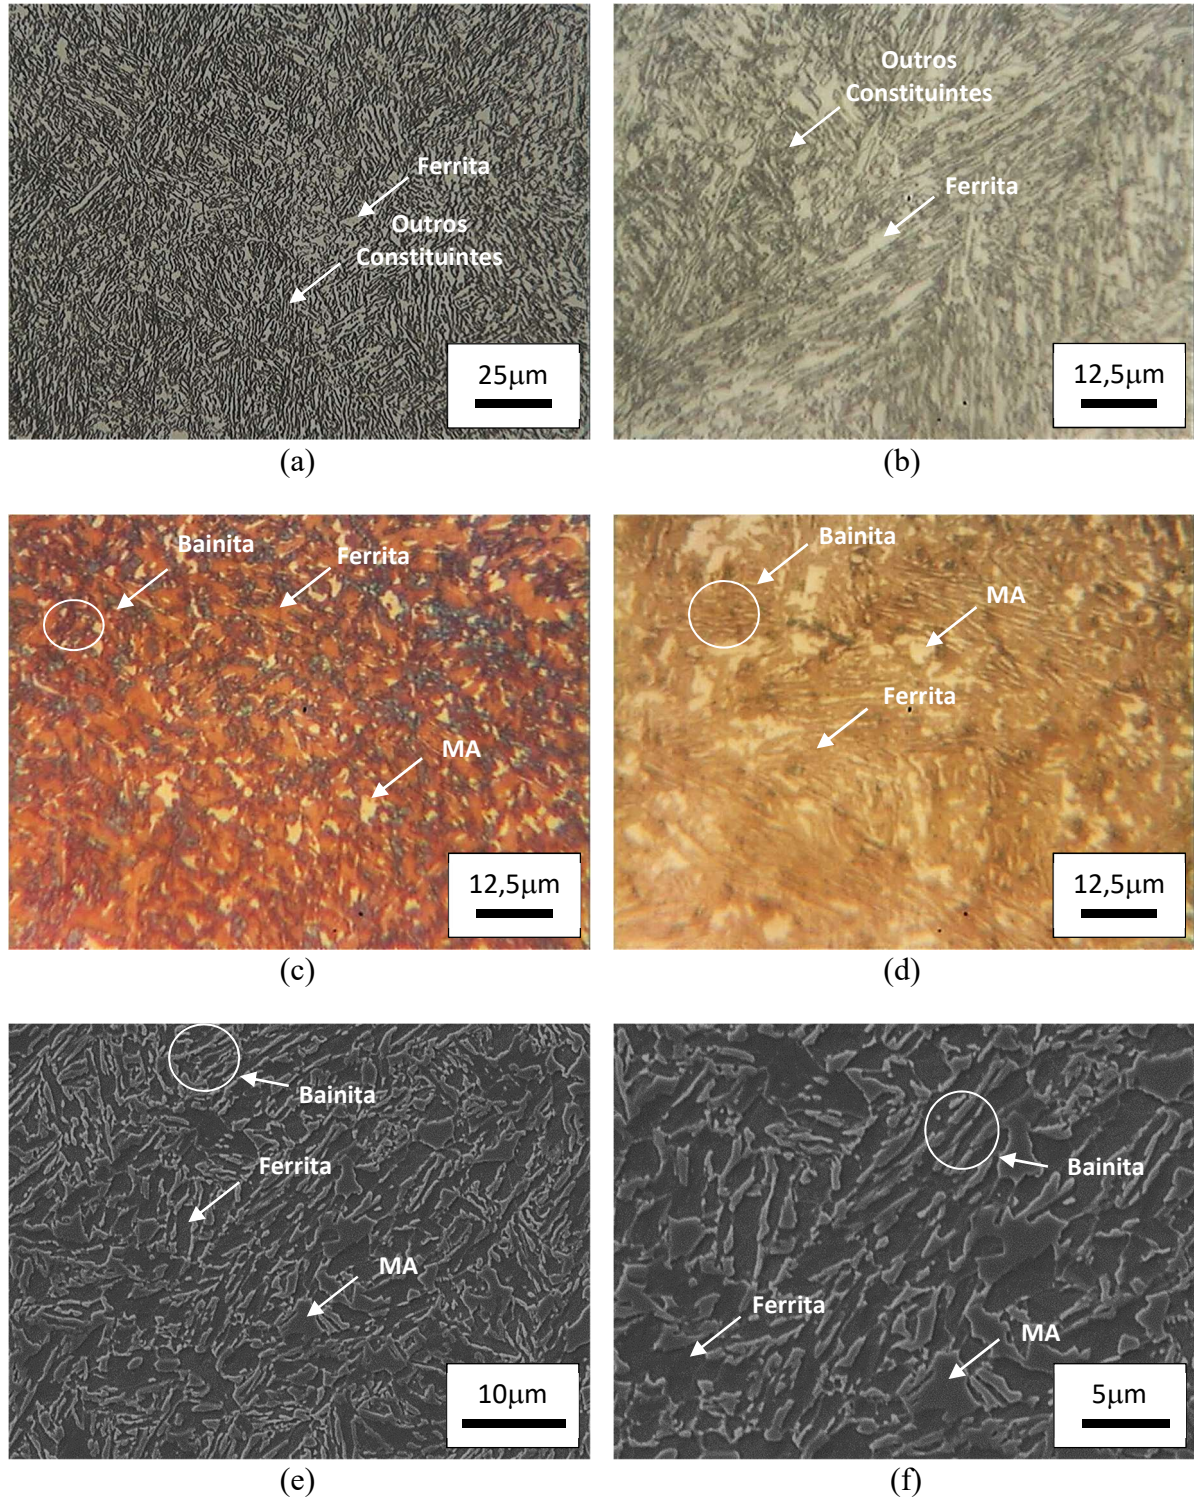 Ferrita
Outros
Constituintes
25μm
(a)
Outros
Constituintes
Ferrita
12,5μm
(b)
Bainita
Ferrita
MA
12,5μm
(c)
Bainita
MA
Ferrita
12,5μm
(d)
Bainita
Ferrita
MA
10μm
(e)
Bainita
Ferrita
MA
5μm
(f)